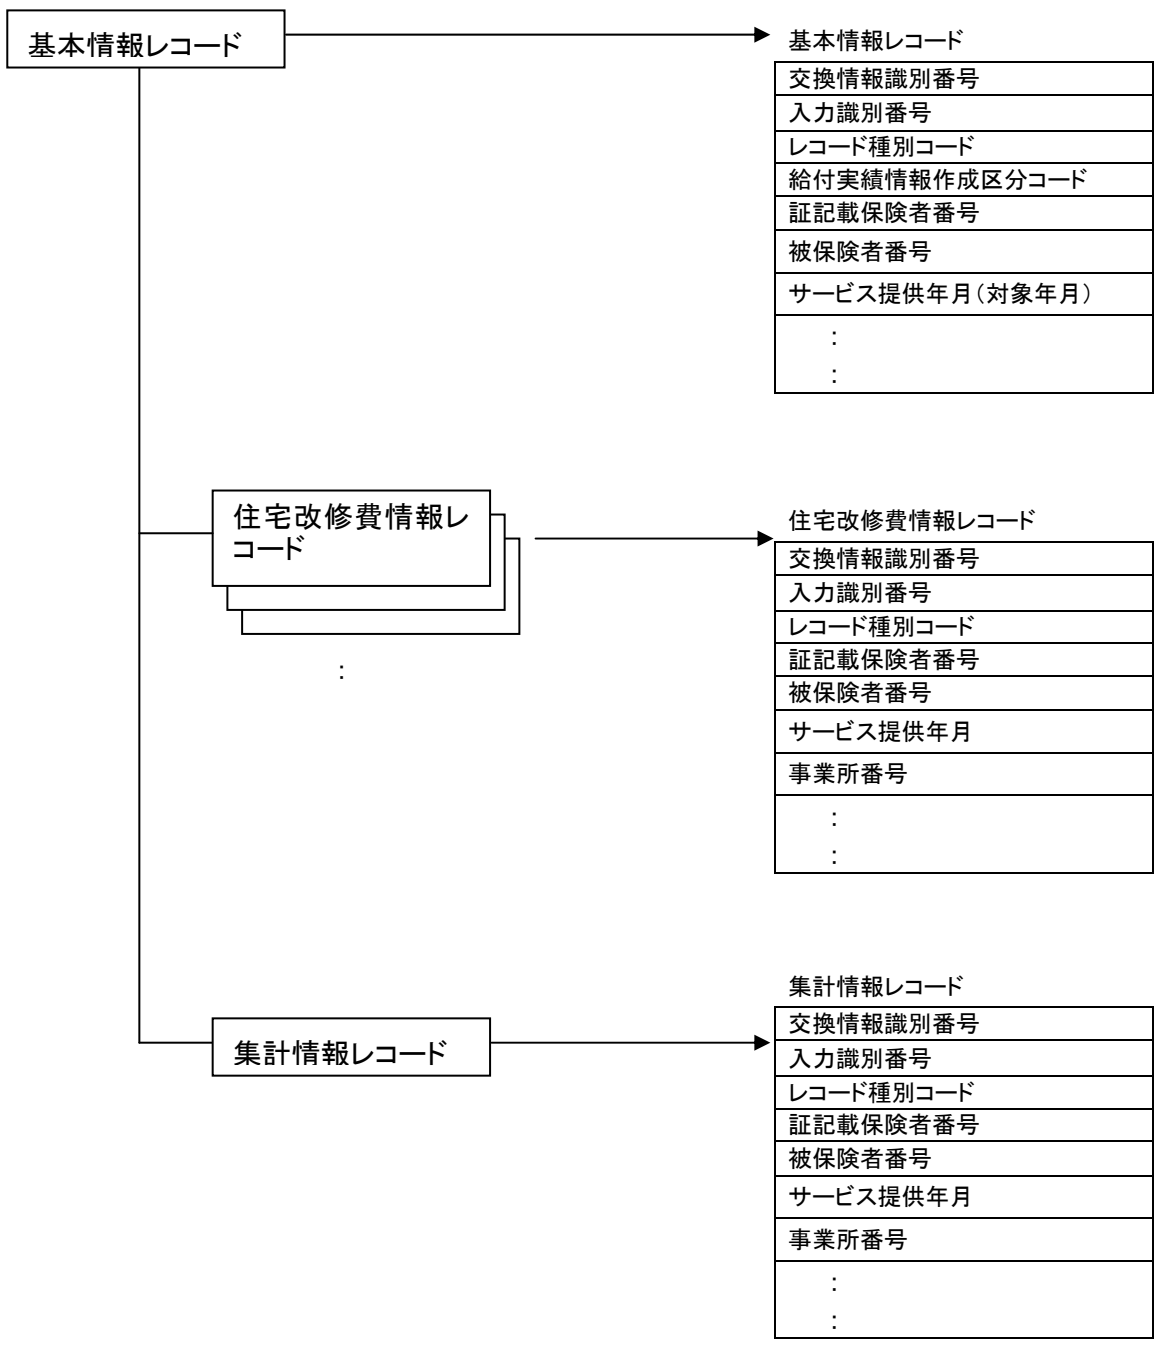 基本情報レコード
基本情報レコード
交換情報識別番号
入力識別番号
レコード種別コード
給付実績情報作成区分コード
証記載保険者番号
被保険者番号
サービス提供年月（対象年月）
：
：
住宅改修費情報レ
コード
：
住宅改修費情報レコード
交換情報識別番号
入力識別番号
レコード種別コード
証記載保険者番号
被保険者番号
サービス提供年月
事業所番号
：
：
集計情報レコード
集計情報レコード
交換情報識別番号
入力識別番号
レコード種別コード
証記載保険者番号
被保険者番号
サービス提供年月
事業所番号
：
：